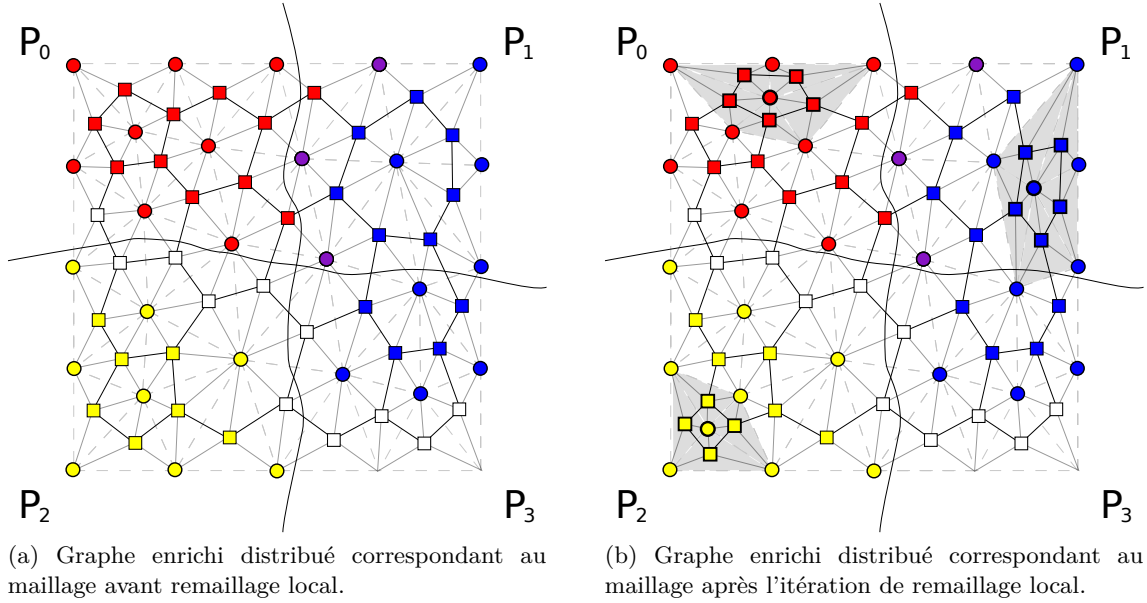 P0
P1
P0
P1
P2
P3
P2
P3
(a) Graphe enrichi distribué correspondant au
maillage avant remaillage local.
(b) Graphe enrichi distribué correspondant au
maillage après l'itération de remaillage local.